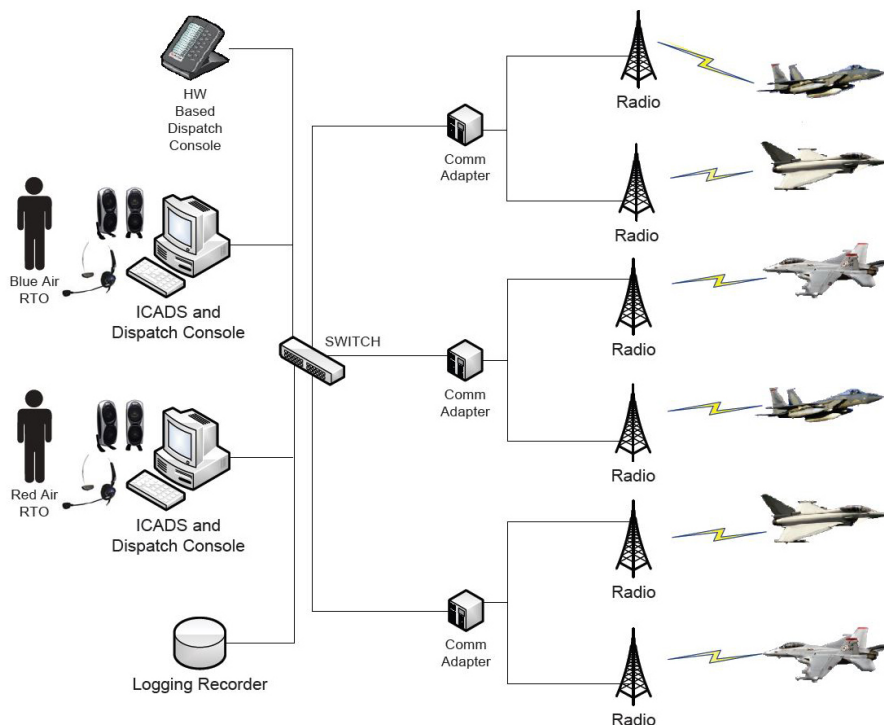 HW
Based
Dispatch
Console
Blue Air
RTO
ICADS and
Dispatch Console
Red Air
RTO
ICADS and
Dispatch Console
Logging Recorder
SWITCH
Comm
Adapter
Radio
Radio
Comm
Adapter
Radio
Radio
Comm
Adapter
Radio
Radio